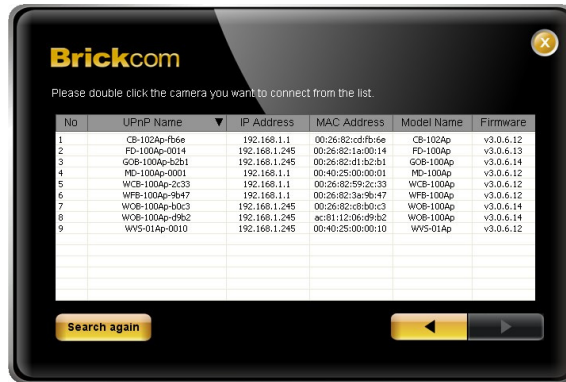 Brickcom
Please double click the camera you want to connect from the list.
No UPnP Name IP Address MAC Address Model Name Firmware
1 CB-102Ap-fb6e 192.168.1.1 00:26:82:cd:fb:6e CB-102Ap v3.0.6.12
2 FD-100Ap-0014 192.168.1.245 00:26:82:1a:00:14 FD-100Ap v3.0.6.13
3 GOB-100Ap-b2b1 192.168.1.245 00:26:82:d1:b2:b1 GOB-100Ap v3.0.6.14
4 MD-100Ap-0001 192.168.1.1 00:40:25:00:00:01 MD-100Ap v3.0.6.12
5 WCB-100Ap-2c33 192.168.1.1 00:26:82:59:2c:33 WCB-100Ap v3.0.6.12
6 WFB-100Ap-9b47 192.168.1.1 00:26:82:3a:9b:47 WFB-100Ap v3.0.6.12
7 WOB-100Ap-b0c3 192.168.1.245 00:26:82:c8:b0:c3 WOB-100Ap v3.0.6.14
8 WOB-100Ap-d9b2 192.168.1.245 ac:81:12:06:d9:b2 WOB-100Ap v3.0.6.14
9 WVS-01Ap-0010 192.168.1.245 00:40:25:00:00:10 WVS-01Ap v3.0.6.12
Search again